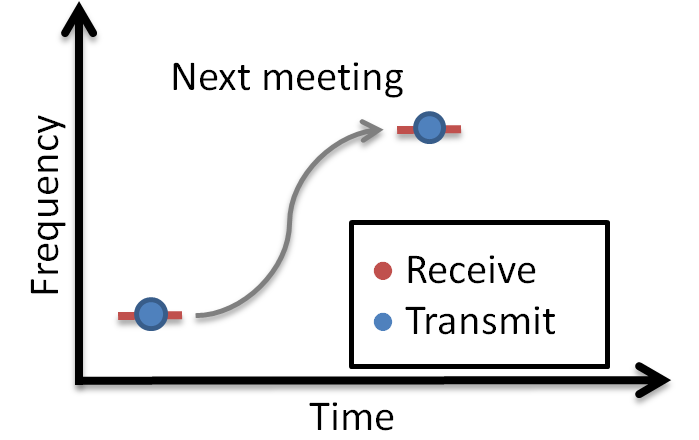 Next meeting
Frequency
Receive
Transmit
Time